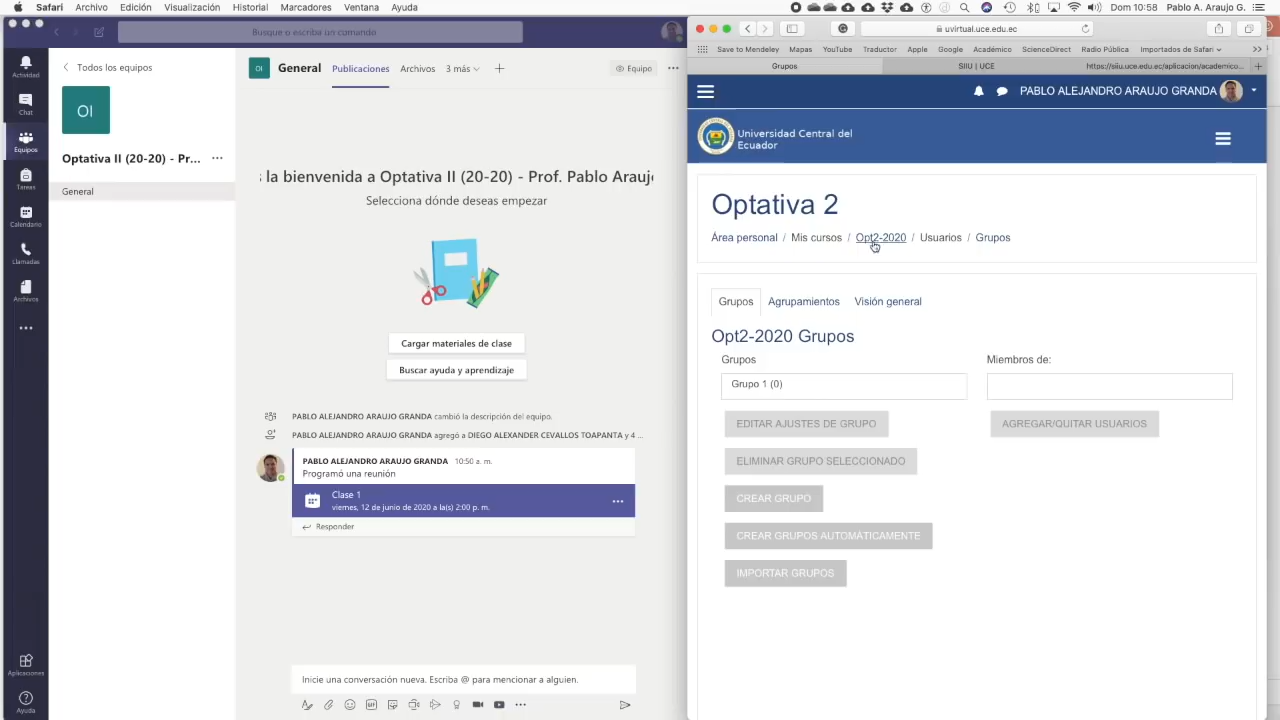 Safari Archivo Edición Visualización Historial Marcadores Ventana Ayuda
Dom 10:58 Pablo A. Araujo G.
Busque o escriba un comando
Actividad
Chat
Equipos
Tareas
Calendario
Llamadas
Archivos
Aplicaciones
Ayuda
Todos los equipos
OI
Optativa II (20-20) - Pr...
General
OI
General Publicaciones Archivos 3 más
Equipo
la bienvenida a Optativa II (20-20) - Prof. Pablo Arauj
Selecciona dónde deseas empezar
Cargar materiales de clase
Buscar ayuda y aprendizaje
PABLO ALEJANDRO ARAUJO GRANDA cambió la descripción del equipo.
PABLO ALEJANDRO ARAUJO GRANDA agregó a DIEGO ALEXANDER CEVALLOS TOAPANTA y 4 ...
PABLO ALEJANDRO ARAUJO GRANDA 10:50 a. m.
Programó una reunión
Clase 1
viernes, 12 de junio de 2020 a la(s) 2:00 p. m.
Responder
Inicie una conversación nueva. Escriba @ para mencionar a alguien.
GIF
uvirtual.uce.edu.ec
Save to Mendeley Mapas YouTube Traductor Apple Google Académico ScienceDirect Radio Pública Importados de Safari
Grupos SIIU | UCE https://siiu.uce.edu.ec/aplicacion/academico...
PABLO ALEJANDRO ARAUJO GRANDA
Universidad Central del
Ecuador
Optativa 2
Área personal / Mis cursos / Opt2-2020 / Usuarios / Grupos
Grupos Agrupamientos Visión general
Opt2-2020 Grupos
Grupos Miembros de:
Grupo 1 (0)
EDITAR AJUSTES DE GRUPO AGREGAR/QUITAR USUARIOS
ELIMINAR GRUPO SELECCIONADO
CREAR GRUPO
CREAR GRUPOS AUTOMÁTICAMENTE
IMPORTAR GRUPOS